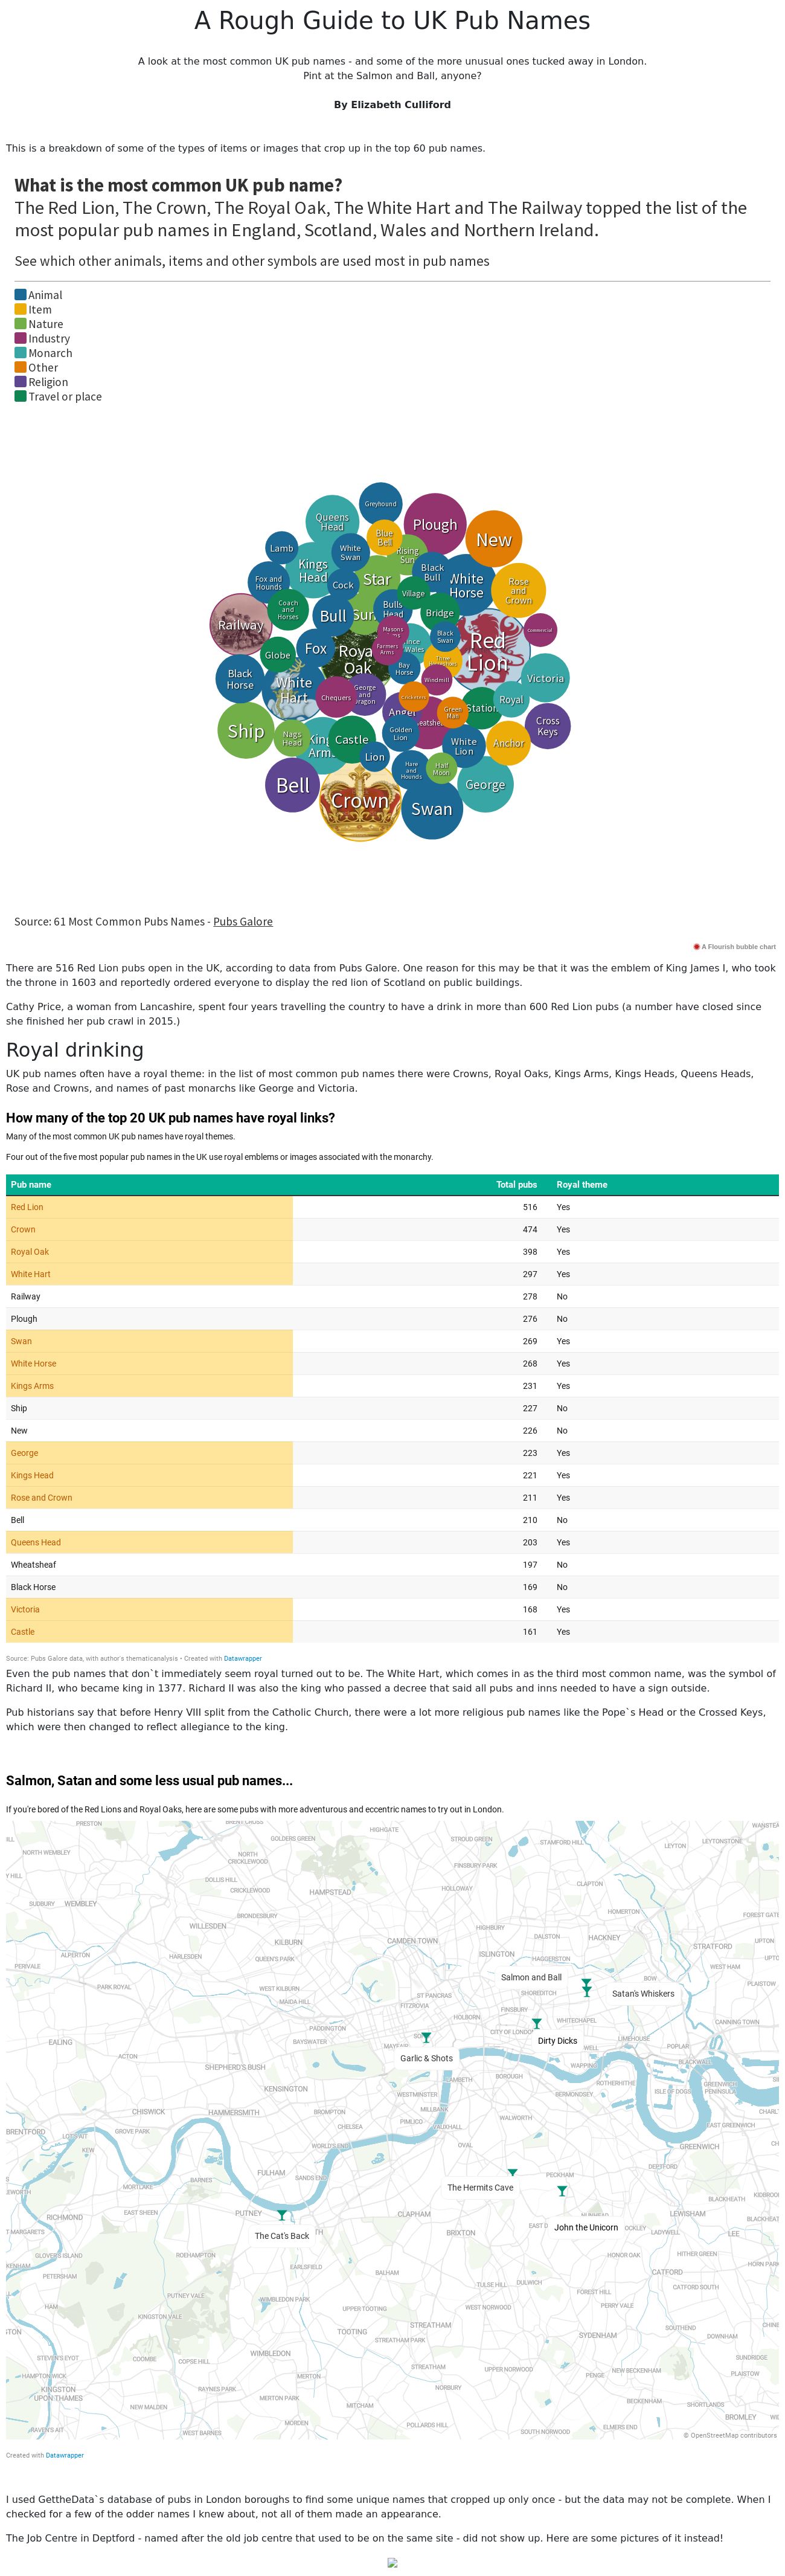 A Rough Guide to UK Pub Names
A look at the most common UK pub names - and some of the more unusual ones tucked away in London.
Pint at the Salmon and Ball, anyone?
By Elizabeth Culliford
This is a breakdown of some of the types of items or images that crop up in the top 60 pub names.
What is the most common UK pub name?
The Red Lion, The Crown, The Royal Oak, The White Hart and The Railway topped the list of the
most popular pub names in England, Scotland, Wales and Northern Ireland.
See which other animals, items and other symbols are used most in pub names
Animal
Item
Nature
Industry
Monarch
Other
Religion
Travel or place
Greyhound
Queens
Head
Plough
New
Blue
Bell
Lamb
White
Swan
Rising
Sun
Kings
Head
Star
Black
Bull
White
Horse
Fox and
Hounds
Cock
Village
Rose
and
Crown
Coach
and
Horses
Bull
Sun
Bulls
Head
Bridge
Railway
Masons
Commercial
Black
Swan
Red
Lion
Fox
Royal
Oak
Farmers
Arms
Wales
Globe
Bay
Horse
Black
Horse
White
Hart
Windmill
Victoria
Chequers
George
and
Dragon
Royal
Angel
Green
Man
Station
Ship
Nags
Head
Kings
Arms
Castle
Golden
Lion
White
Lion
Anchor
Cross
Keys
Lion
Hare
and
Hounds
Half
Moon
Bell
Crown
Swan
George
Source: 61 Most Common Pubs Names - Pubs Galore
A Flourish bubble chart
There are 516 Red Lion pubs open in the UK, according to data from Pubs Galore. One reason for this may be that it was the emblem of King James I, who took
the throne in 1603 and reportedly ordered everyone to display the red lion of Scotland on public buildings.
Cathy Price, a woman from Lancashire, spent four years travelling the country to have a drink in more than 600 Red Lion pubs (a number have closed since
she finished her pub crawl in 2015.)
Royal drinking
UK pub names often have a royal theme: in the list of most common pub names there were Crowns, Royal Oaks, Kings Arms, Kings Heads, Queens Heads,
Rose and Crowns, and names of past monarchs like George and Victoria.
How many of the top 20 UK pub names have royal links?
Many of the most common UK pub names have royal themes.
Four out of the five most popular pub names in the UK use royal emblems or images associated with the monarchy.
Pub name Total pubs Royal theme
Red Lion 516 Yes
Crown 474 Yes
Royal Oak 398 Yes
White Hart 297 Yes
Railway 278 No
Plough 276 No
Swan 269 Yes
White Horse 268 Yes
Kings Arms 231 Yes
Ship 227 No
New 226 No
George 223 Yes
Kings Head 221 Yes
Rose and Crown 211 Yes
Bell 210 No
Queens Head 203 Yes
Wheatsheaf 197 No
Black Horse 169 No
Victoria 168 Yes
Castle 161 Yes
Source: Pubs Galore data, with author's thematicanalysis • Created with Datawrapper
Even the pub names that don`t immediately seem royal turned out to be. The White Hart, which comes in as the third most common name, was the symbol of
Richard II, who became king in 1377. Richard II was also the king who passed a decree that said all pubs and inns needed to have a sign outside.
Pub historians say that before Henry VIII split from the Catholic Church, there were a lot more religious pub names like the Pope`s Head or the Crossed Keys,
which were then changed to reflect allegiance to the king.
Salmon, Satan and some less usual pub names...
If you're bored of the Red Lions and Royal Oaks, here are some pubs with more adventurous and eccentric names to try out in London.
PRESTON
BRENT CROSS
GOLDERS GREEN
HIGHGATE
STROUD GREEN
STAMFORD HILL
LEYTON
LEYTONSTONE
NORTH WEMBLEY
NORTH
CRICKLEWOOD
FINSBURY PARK
DOLLIS HILL
CRICKLEWOOD
HAMPSTEAD
HOLLOWAY
CLAPTON
SUDBURY
WEMBLEY
HOMERTON
BRONDESBURY
FOREST GATE
WILLESDEN
HIGHBURY
KILBURN
CAMDEN TOWN
DALSTON
HACKNEY
STRATFORD
UPTON
ALPERTON
HARLESDEN
QUEEN'S PARK
ISLINGTON
HAGGERSTON
PERIVALE
WEST HAM
PARK ROYAL
Salmon and Ball
BOW
PLAISTOW
WEST KILBURN
ST PANCRAS
SHOREDITCH
Satan's Whiskers
MAIDA HILL
FITZROVIA
FINSBURY
HOLBORN
WHITECHAPEL
CANNING TOWN
PADDINGTON
CITY OF LONDON
LIMEHOUSE
EALING
BAYSWATER
Dirty Dicks
POPLAR
ACTON
Garlic & Shots
WAPPING
BLACKWALL
SHEPHERD'S BUSH
LAMBETH
BOROUGH
ROTHERHITHE
KENSINGTON
WESTMINSTER
BERMONDSEY
ISLE OF DOGS
GREENWICH
PENINSULA
CHISWICK
HAMMERSMITH
BROMPTON
MILLBANK
WALWORTH
PIMLICO
CHELSEA
VAUXHALL
EAST GREENWICH
BRENTFORD
GROVE PARK
WORLD'S END
OVAL
GREENWICH
KEW
DEPTFORD
BARNES
FULHAM
SANDS END
The Hermits Cave
PECKHAM
MORTLAKE
BLACKHEATH
RICHMOND
EAST SHEEN
PUTNEY
CLAPHAM
LEWISHAM
The Cat's Back
BRIXTON
John the Unicorn
LADYWELL
LEE
ROEHAMPTON
HONOR OAK
HITHER GREEN
EARLSFIELD
PETERSHAM
BALHAM
CATFORD
TULSE HILL
DULWICH
CATFORD SOUTH
PUTNEY VALE
FOREST HILL
HAM
WIMBLEDON PARK
UPPER TOOTING
WEST NORWOOD
PERRY VALE
KINGSTON VALE
STREATHAM
SOUTHEND
TOOTING
STREATHAM PARK
SYDENHAM
DOWNHAM
WIMBLEDON
COOMBE
COPSE HILL
STREATHAM
UPPER NORWOOD
NEW BECKENHAM
SUNDRIDGE
PENGE
PLAISTOW
HAMPTON WICK
MERTON
KINGSTON
UPON THAMES
RAYNES PARK
NORBURY
MERTON PARK
BECKENHAM
SHORTLANDS
NEW MALDEN
MITCHAM
BROMLEY
MORDEN
POLLARDS HILL
ELMERS END
WEST BARNES
SOUTH NORWOOD
© OpenStreetMap contributors
Created with Datawrapper
I used GettheData`s database of pubs in London boroughs to find some unique names that cropped up only once - but the data may not be complete. When I
checked for a few of the odder names I knew about, not all of them made an appearance.
The Job Centre in Deptford - named after the old job centre that used to be on the same site - did not show up. Here are some pictures of it instead!